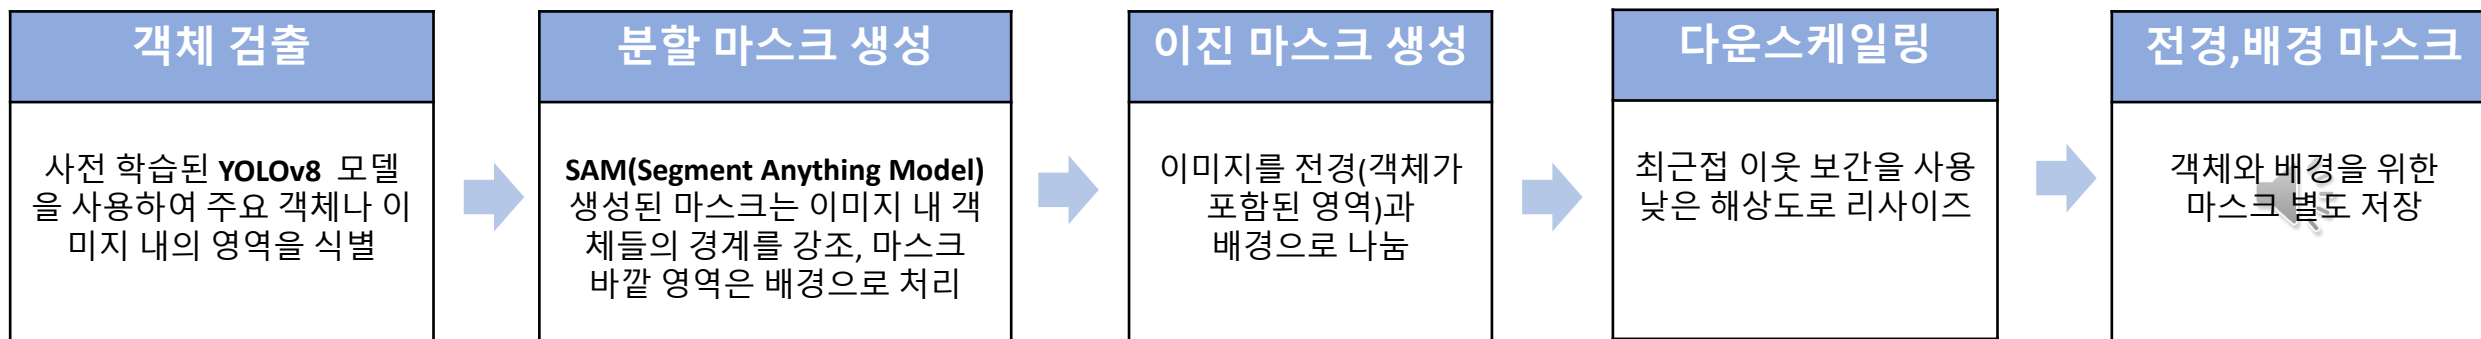 객체 검출
사전 학습된 YOLOv8 모델
을 사용하여 주요 객체나 이
미지 내의 영역을 식별
분할 마스크 생성
SAM(Segment Anything Model)
생성된 마스크는 이미지 내 객
체들의 경계를 강조, 마스크
바깥 영역은 배경으로 처리
이진 마스크 생성
이미지를 전경(객체가
포함된 영역)과
배경으로 나눔
다운스케일링
최근접 이웃 보간을 사용
낮은 해상도로 리사이즈
전경,배경 마스크
객체와 배경을 위한
마스크 별도 저장